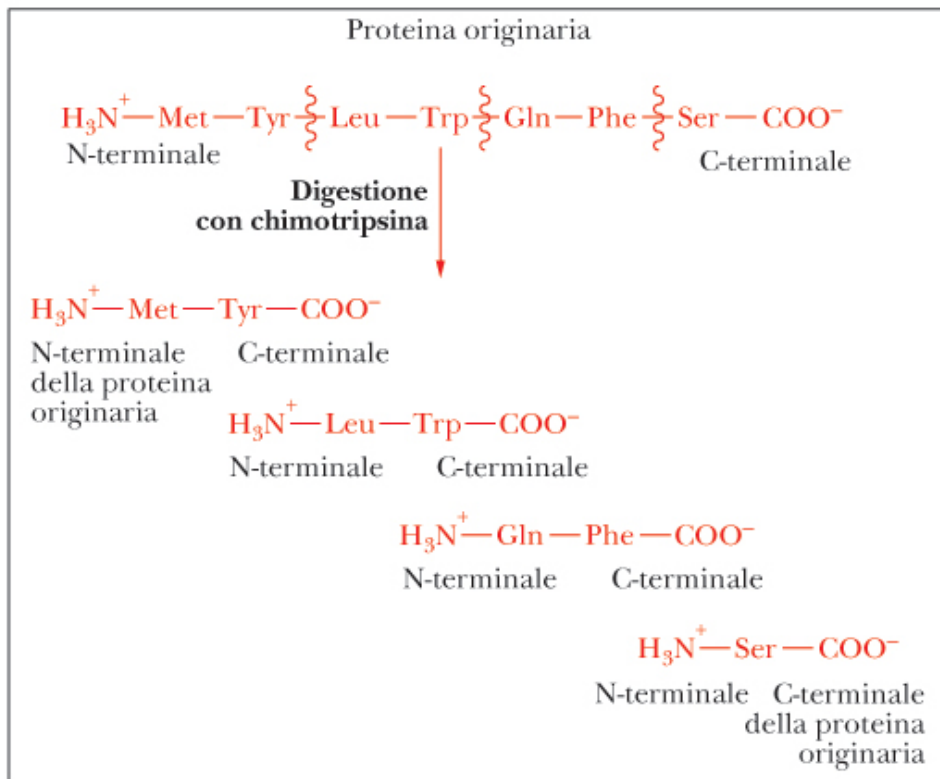 Proteina originaria
H₃N⁺—Met—Tyr—Leu—Trp—Gln—Phe—Ser—COO⁻
N-terminale C-terminale
Digestione
con chimotripsina
H₃N⁺—Met—Tyr—COO⁻
N-terminale C-terminale
della proteina
originaria
H₃N⁺—Leu—Trp—COO⁻
N-terminale C-terminale
H₃N⁺—Gln—Phe—COO⁻
N-terminale C-terminale
H₃N⁺—Ser—COO⁻
N-terminale C-terminale
della proteina
originaria